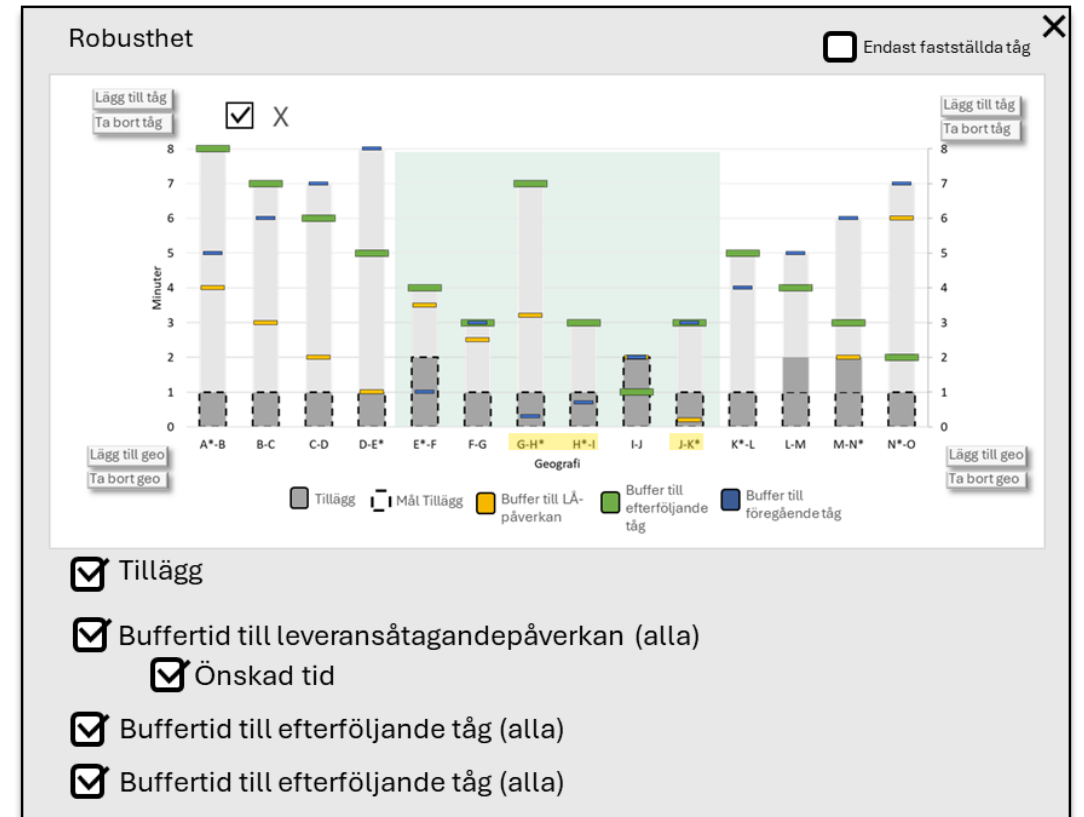 Robusthet
Endast fastställda tåg
Lägg till tåg
Ta bort tåg
X
Lägg till tåg
Ta bort tåg
8
7
6
5
4
3
2
1
0
Minuter
8
7
6
5
4
3
2
1
0
A*-B B-C C-D D-E* E*-F F-G G-H* H*-I I-J J-K* K*-L L-M M-N* N*-O
Geografi
Lägg till geo
Ta bort geo
Lägg till geo
Ta bort geo
Tillägg
Mål Tillägg
Buffer till LÅ-
påverkan
Buffer till
efterföljande
tåg
Buffer till
föregående tåg
Tillägg
Buffertid till leveransåtagandepåverkan (alla)
Önskad tid
Buffertid till efterföljande tåg (alla)
Buffertid till efterföljande tåg (alla)